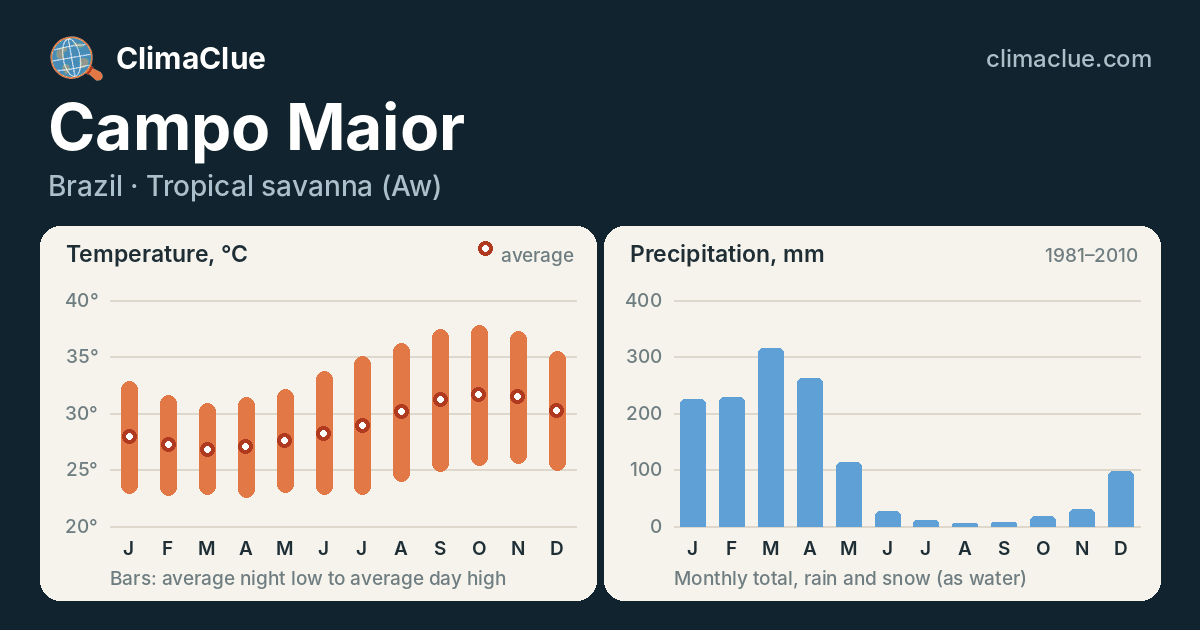 ClimaClue
climaclue.com
Campo Maior
Brazil · Tropical savanna (Aw)
Temperature, °C
average
40°
35°
30°
25°
20°
J F M A M J J A S O N D
Bars: average night low to average day high
Precipitation, mm
1981–2010
400
300
200
100
0
J F M A M J J A S O N D
Monthly total, rain and snow (as water)